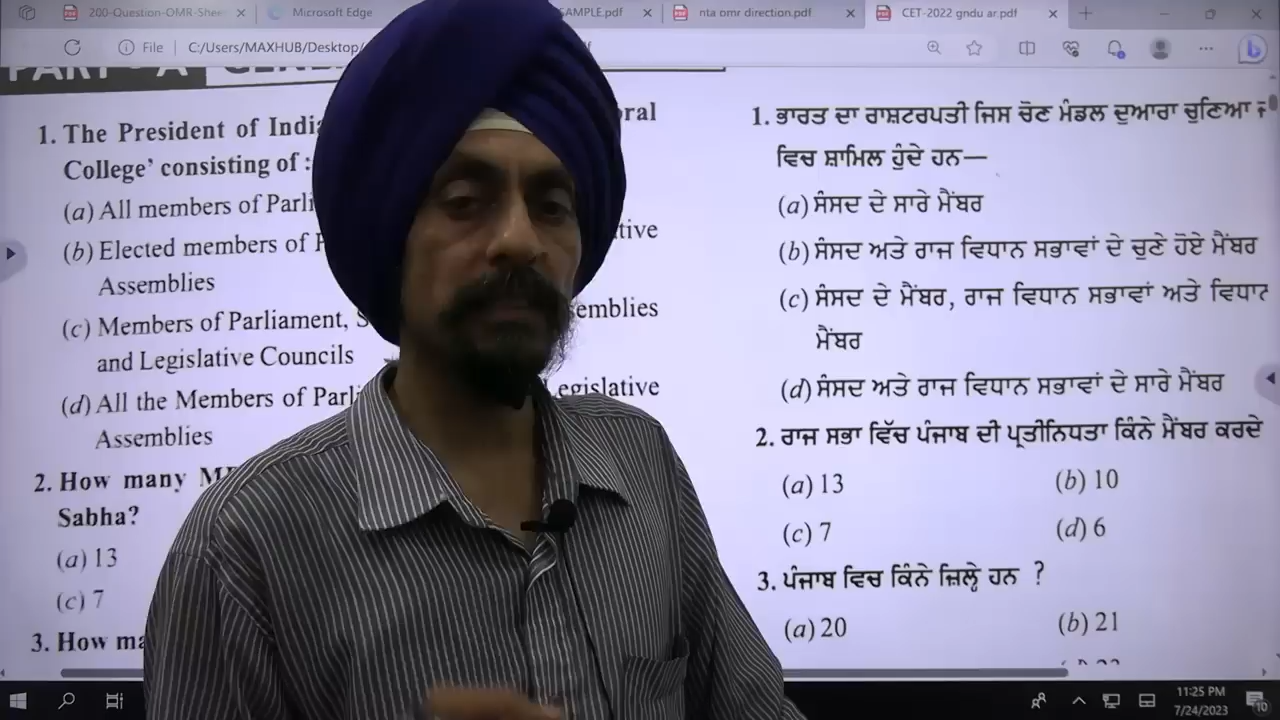 200-Question-OMR-Shee
Microsoft Edge
SAMPLE.pdf
nta omr direction.pdf
CET-2022 gndu ar.pdf
File
C:/Users/MAXHUB/Desktop/
PART - A
1. The President of India
oral
College’ consisting of :
(a) All members of Parli
(b) Elected members of P
tive
Assemblies
(c) Members of Parliament, S
emblies
and Legislative Councils
(d) All the Members of Parl
egislative
Assemblies
2. How many MP
Sabha?
(a) 13
(c) 7
3. How ma
1. ਭਾਰਤ ਦਾ ਰਾਸ਼ਟਰਪਤੀ ਜਿਸ ਚੋਣ ਮੰਡਲ ਦੁਆਰਾ ਚੁਣਿਆ
ਵਿਚ ਸ਼ਾਮਿਲ ਹੁੰਦੇ ਹਨ—
(a) ਸੰਸਦ ਦੇ ਸਾਰੇ ਮੈਂਬਰ
(b) ਸੰਸਦ ਅਤੇ ਰਾਜ ਵਿਧਾਨ ਸਭਾਵਾਂ ਦੇ ਚੁਣੇ ਹੋਏ ਮੈਂਬਰ
(c) ਸੰਸਦ ਦੇ ਮੈਂਬਰ, ਰਾਜ ਵਿਧਾਨ ਸਭਾਵਾਂ ਅਤੇ ਵਿਧਾਨ
ਮੈਂਬਰ
(d) ਸੰਸਦ ਅਤੇ ਰਾਜ ਵਿਧਾਨ ਸਭਾਵਾਂ ਦੇ ਸਾਰੇ ਮੈਂਬਰ
2. ਰਾਜ ਸਭਾ ਵਿੱਚ ਪੰਜਾਬ ਦੀ ਪ੍ਰਤੀਨਿਧਤਾ ਕਿੰਨੇ ਮੈਂਬਰ ਕਰਦੇ
(a) 13 (b) 10
(c) 7 (d) 6
3. ਪੰਜਾਬ ਵਿਚ ਕਿੰਨੇ ਜ਼ਿਲ੍ਹੇ ਹਨ ?
(a) 20 (b) 21
11:25 PM
7/24/2023
10